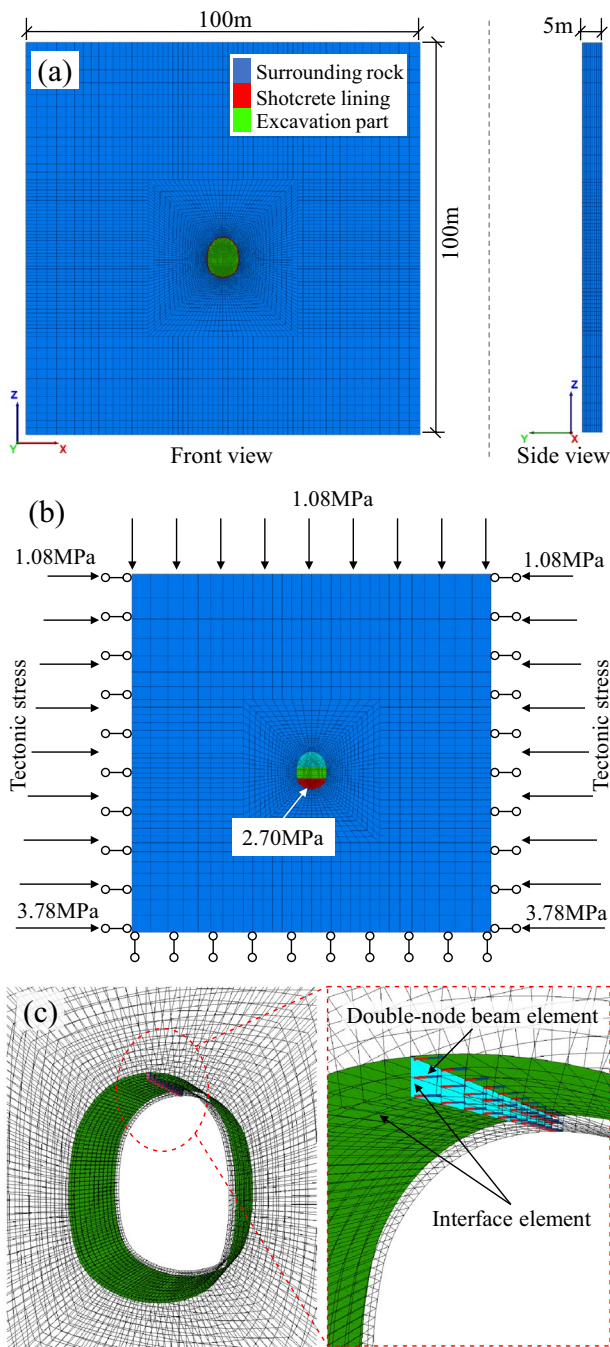 100m
5m
(a)
Surrounding rock
Shotcrete lining
Excavation part
100m
Z
Y
X
Z
Y
X
Front view
Side view
(b)
1.08MPa
1.08MPa
1.08MPa
Tectonic stress
Tectonic stress
2.70MPa
3.78MPa
3.78MPa
(c)
Double-node beam element
Interface element